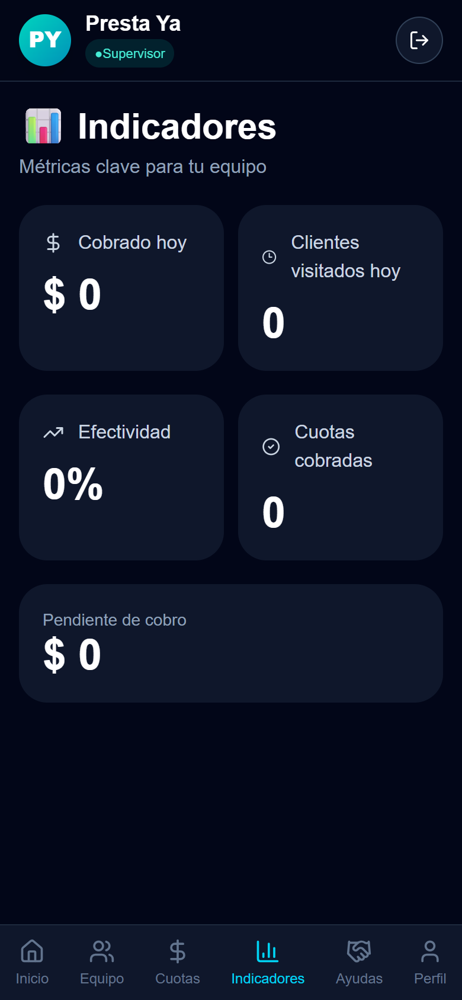 PY
Presta Ya
●Supervisor
Indicadores
Métricas clave para tu equipo
Cobrado hoy
$ 0
Clientes
visitados hoy
0
Efectividad
0%
Cuotas
cobradas
0
Pendiente de cobro
$ 0
Inicio
Equipo
Cuotas
Indicadores
Ayudas
Perfil